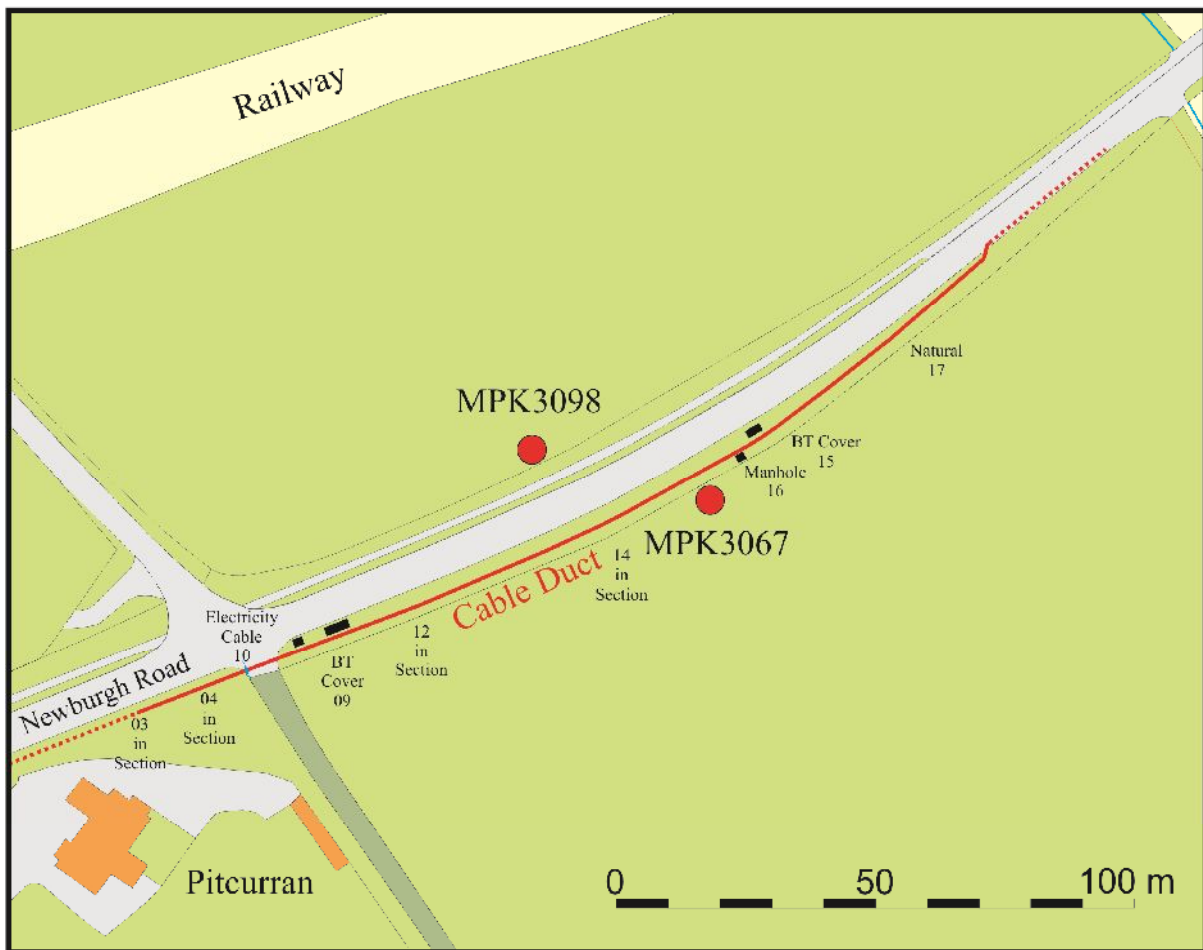 Railway
MPK3098
Natural
17
BT Cover
15
Manhole
16
MPK3067
14
in
Section
Cable Duct
12
in
Section
Electricity
Cable
10
BT
Cover
09
Newburgh Road
04
in
Section
03
in
Section
Pitcurran
0 50 100 m